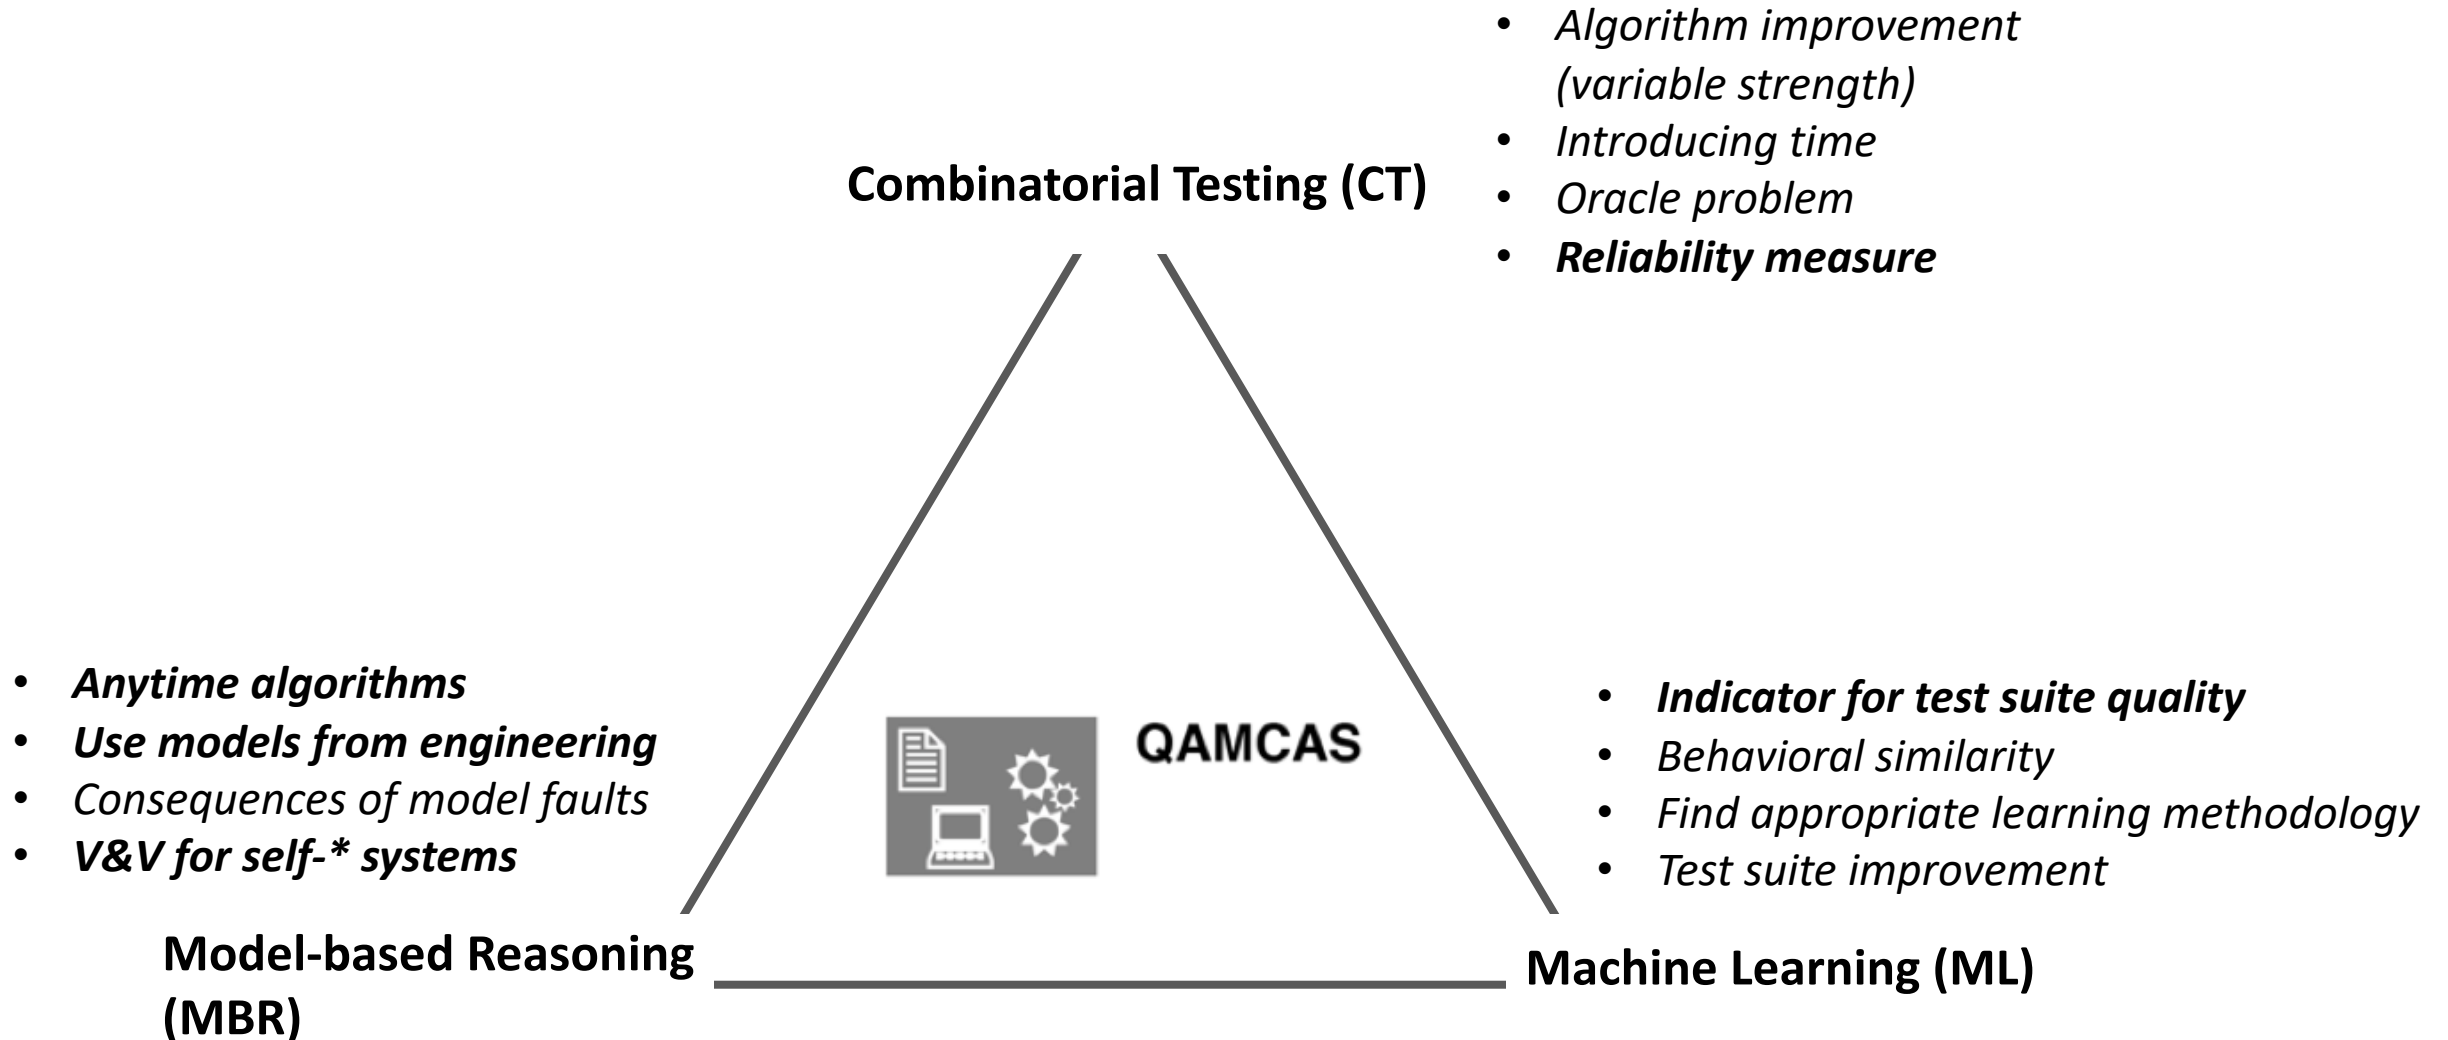 • Algorithm improvement
(variable strength)
• Introducing time
• Oracle problem
• Reliability measure
Combinatorial Testing (CT)
• Anytime algorithms
• Use models from engineering
• Consequences of model faults
• V&V for self-* systems
QAMCAS
• Indicator for test suite quality
• Behavioral similarity
• Find appropriate learning methodology
• Test suite improvement
Model-based Reasoning
(MBR)
Machine Learning (ML)